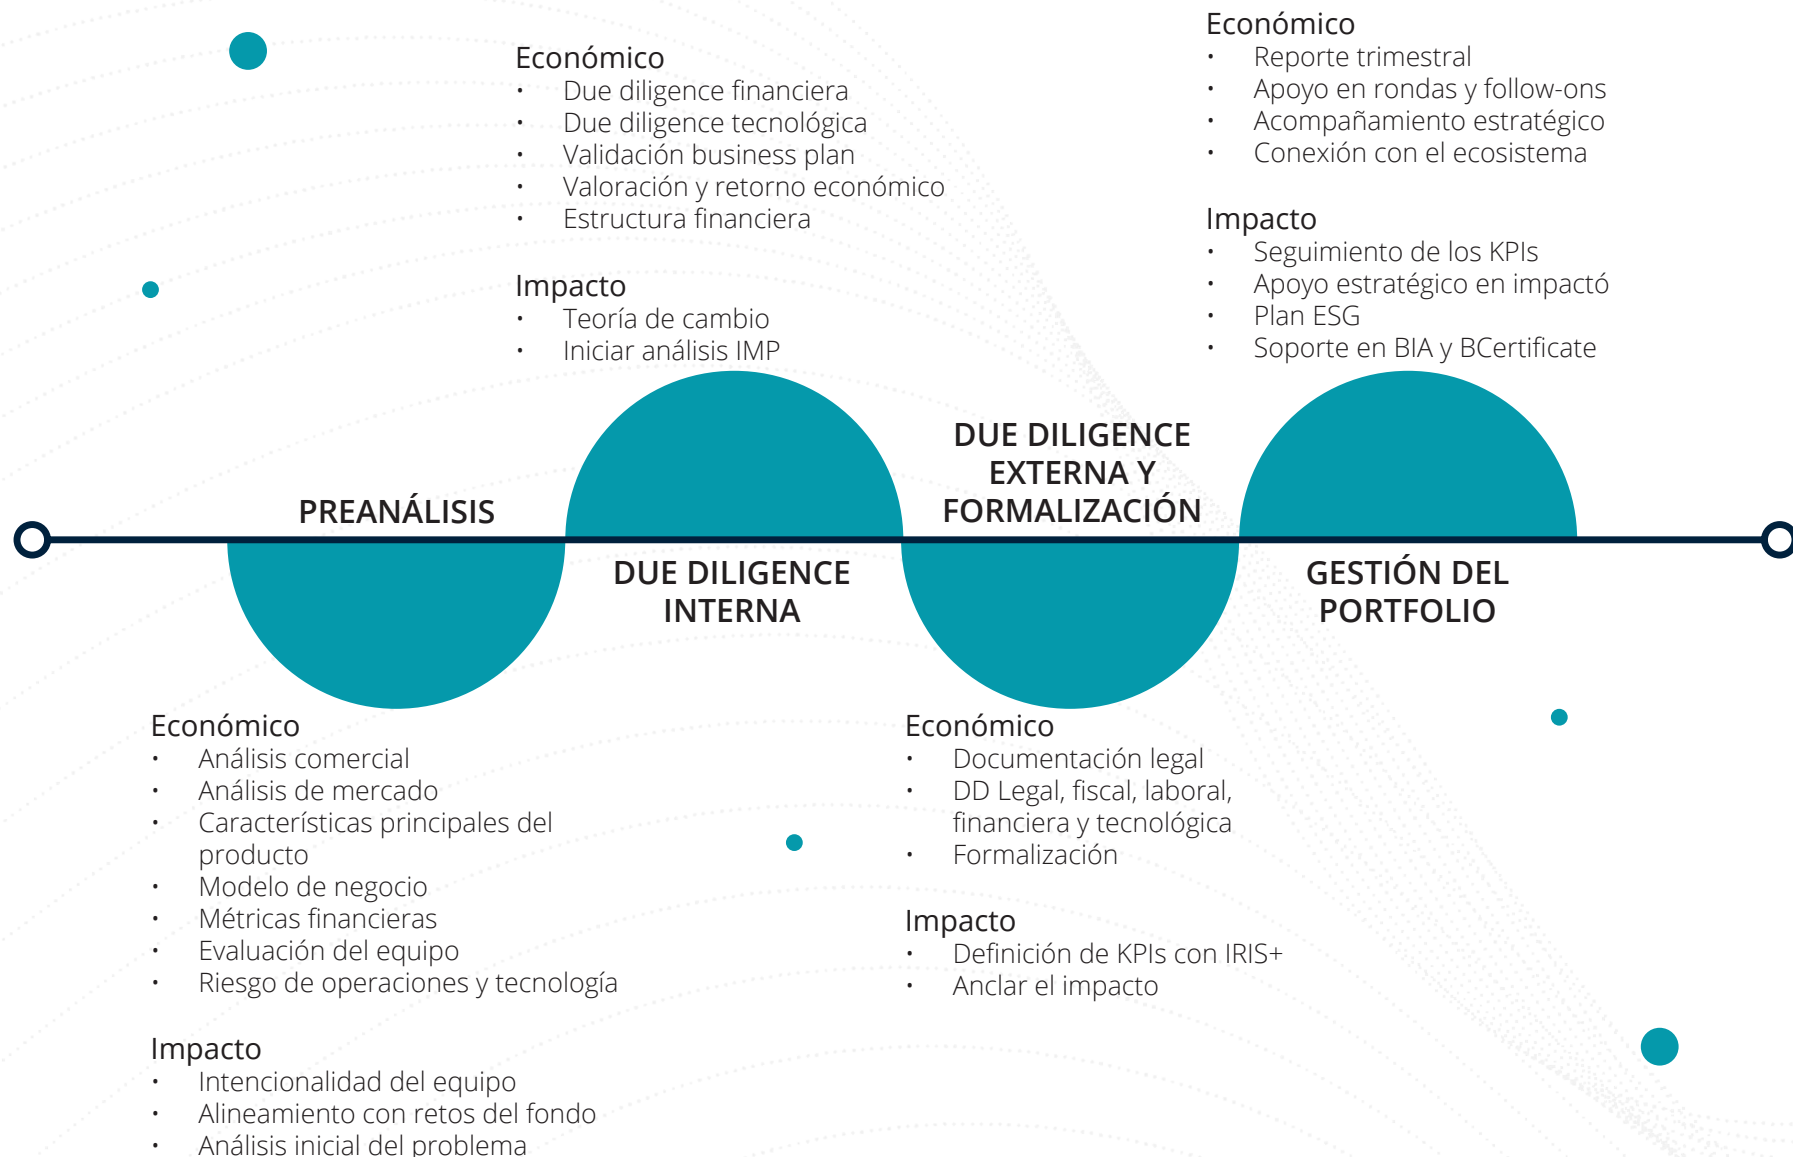 PREANÁLISIS
Económico
• Análisis comercial
• Análisis de mercado
• Características principales del
producto
• Modelo de negocio
• Métricas financieras
• Evaluación del equipo
• Riesgo de operaciones y tecnología
Impacto
• Intencionalidad del equipo
• Alineamiento con retos del fondo
• Análisis inicial del problema
Económico
• Due diligence financiera
• Due diligence tecnológica
• Validación business plan
• Valoración y retorno económico
• Estructura financiera
Impacto
• Teoría de cambio
• Iniciar análisis IMP
DUE DILIGENCE
INTERNA
DUE DILIGENCE
EXTERNA Y
FORMALIZACIÓN
Económico
• Documentación legal
• DD Legal, fiscal, laboral,
financiera y tecnológica
• Formalización
Impacto
• Definición de KPIs con IRIS+
• Anclar el impacto
Económico
• Reporte trimestral
• Apoyo en rondas y follow-ons
• Acompañamiento estratégico
• Conexión con el ecosistema
Impacto
• Seguimiento de los KPIs
• Apoyo estratégico en impactó
• Plan ESG
• Soporte en BIA y BCertificate
GESTIÓN DEL
PORTFOLIO